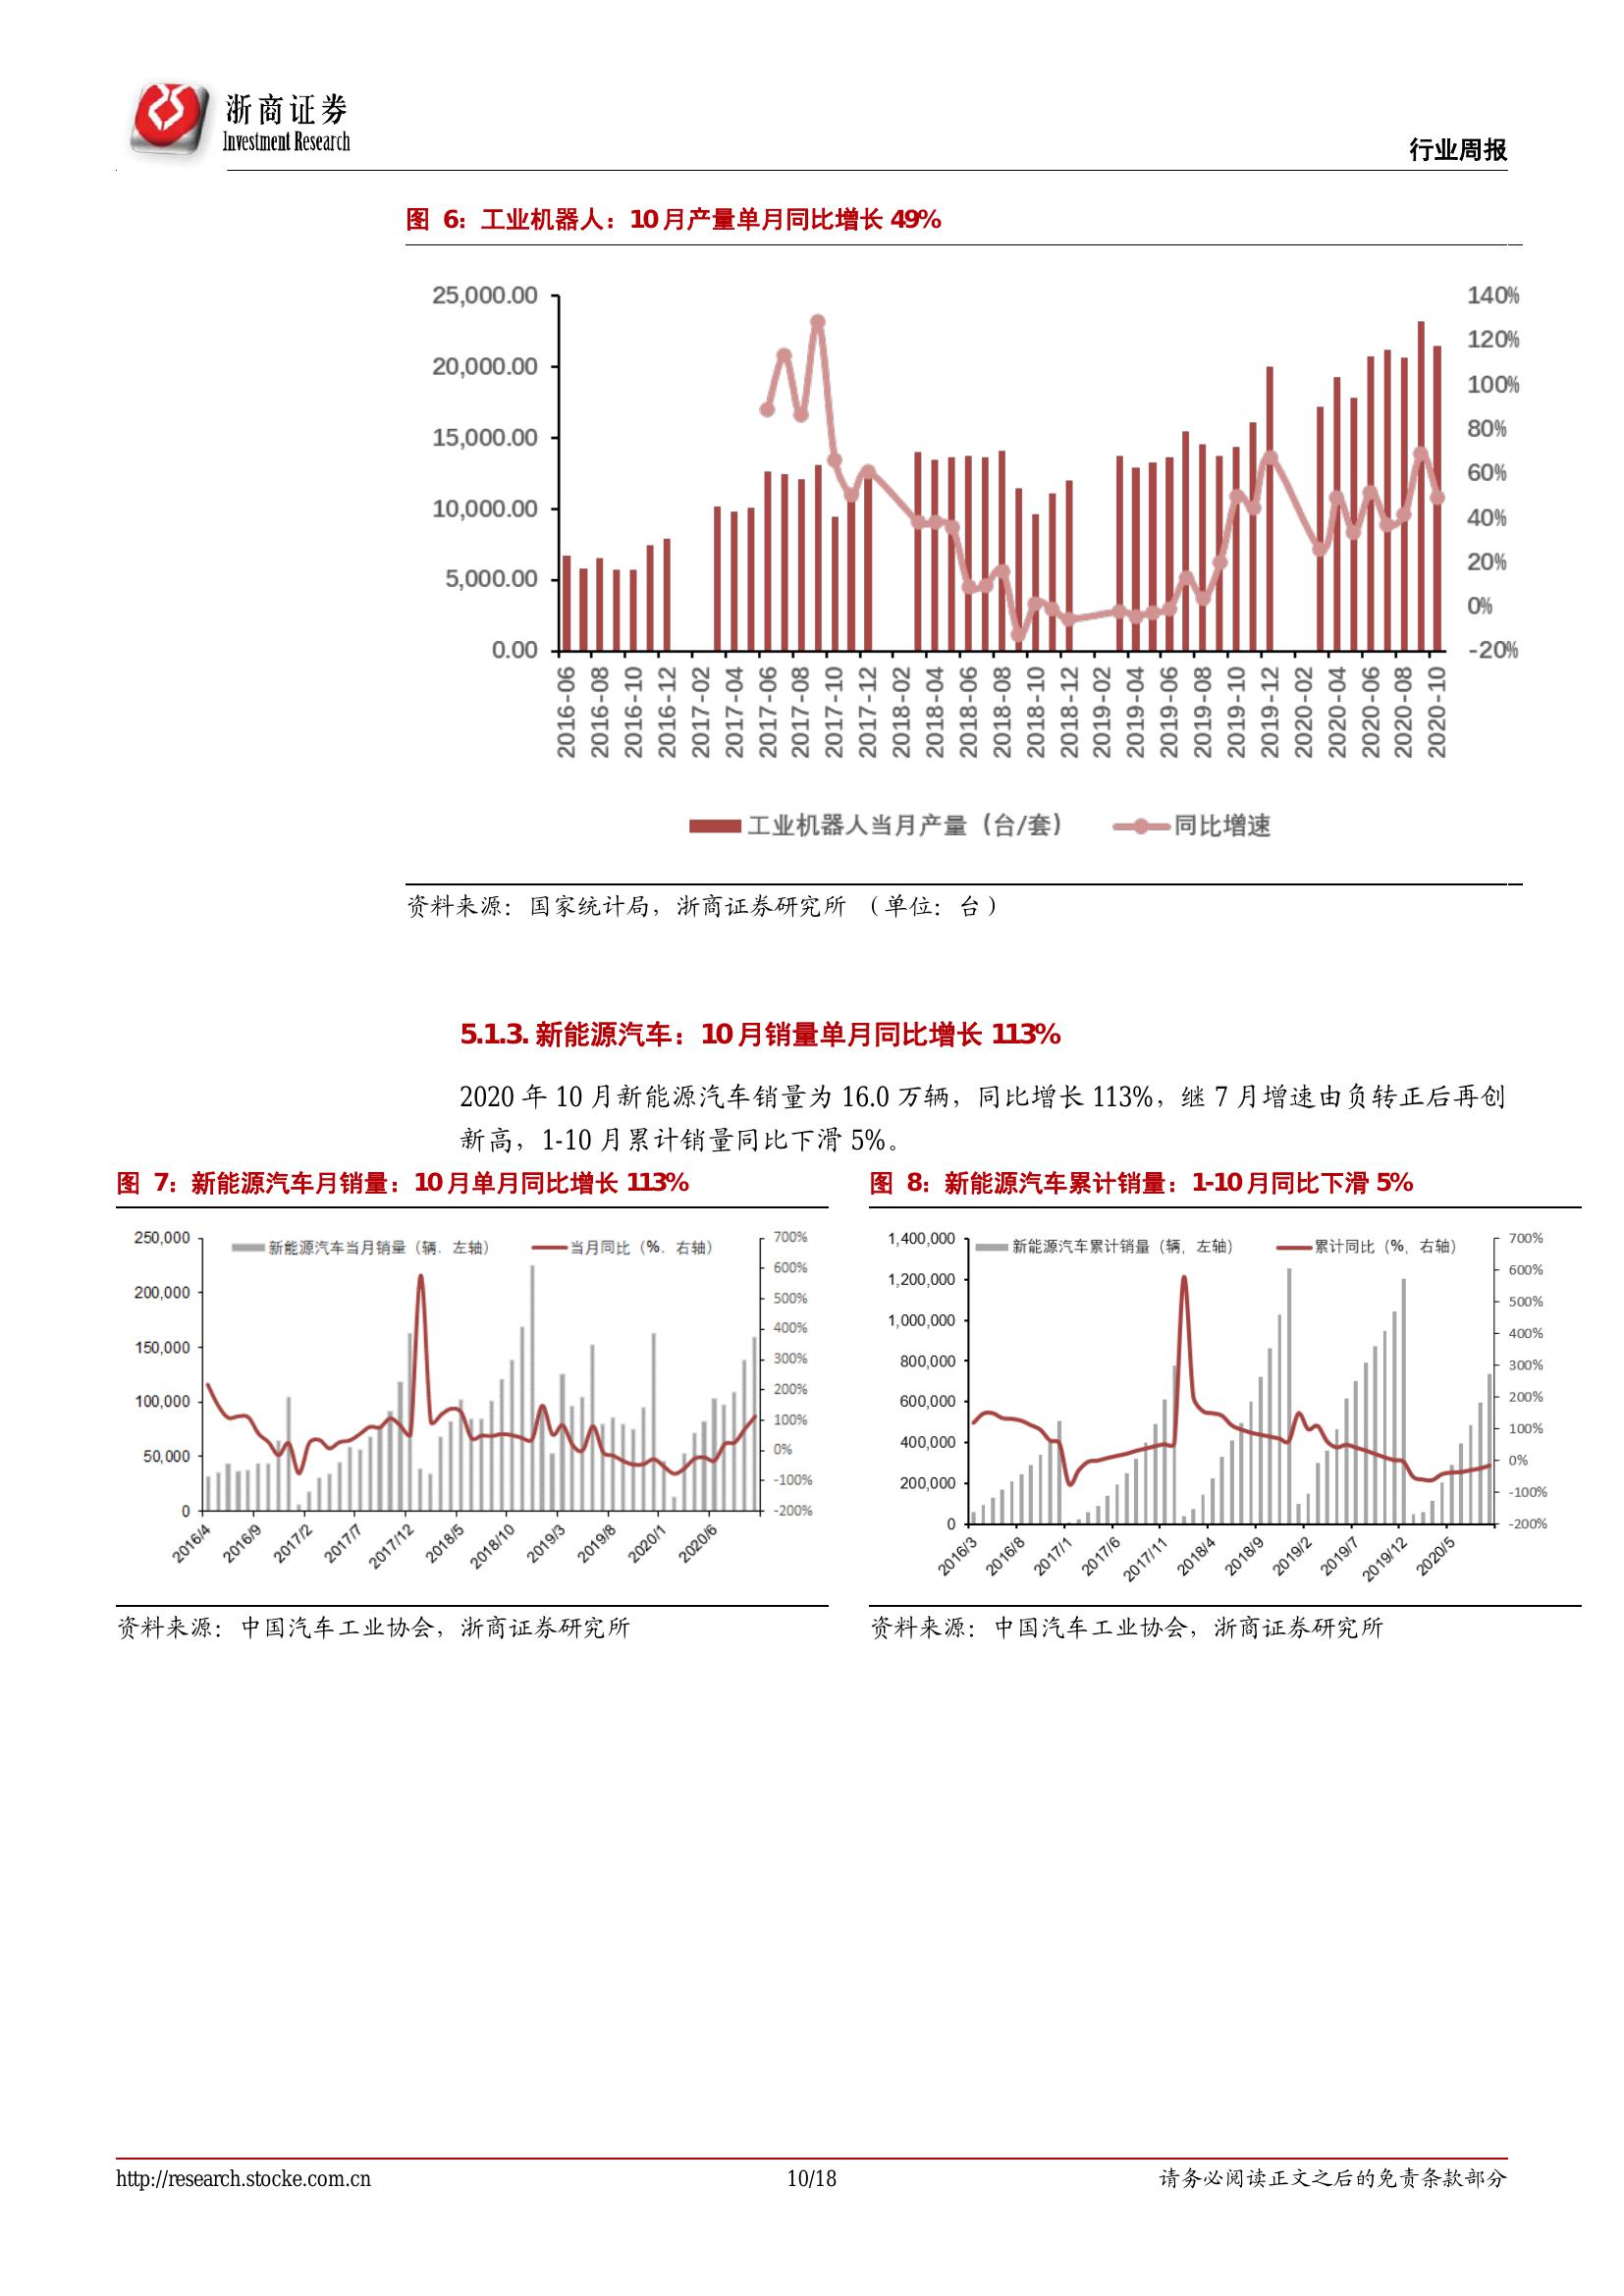 浙商证券
Investment Research
行业周报
图 6：工业机器人：10 月产量单月同比增长 49%
25,000.00
20,000.00
15,000.00
10,000.00
5,000.00
0.00
140%
120%
100%
80%
60%
40%
20%
0%
-20%
2016-06 2016-08 2016-10 2016-12 2017-02 2017-04 2017-06 2017-08 2017-10 2017-12 2018-02 2018-04 2018-06 2018-08 2018-10 2018-12 2019-02 2019-04 2019-06 2019-08 2019-10 2019-12 2020-02 2020-04 2020-06 2020-08 2020-10
工业机器人当月产量（台/套） 同比增速
资料来源：国家统计局，浙商证券研究所 （单位：台）
5.1.3. 新能源汽车：10 月销量单月同比增长 113%
2020 年 10 月新能源汽车销量为 16.0 万辆，同比增长 113%，继 7 月增速由负转正后再创
新高，1-10 月累计销量同比下滑 5%。
图 7：新能源汽车月销量：10 月单月同比增长 113%
新能源汽车当月销量（辆，左轴） 当月同比（%，右轴）
250,000
200,000
150,000
100,000
50,000
0
700%
600%
500%
400%
300%
200%
100%
0%
-100%
-200%
2016/4 2016/9 2017/2 2017/7 2017/12 2018/5 2018/10 2019/3 2019/8 2020/1 2020/6
资料来源：中国汽车工业协会，浙商证券研究所
图 8：新能源汽车累计销量：1-10 月同比下滑 5%
新能源汽车累计销量（辆，左轴） 累计同比（%，右轴）
1,400,000
1,200,000
1,000,000
800,000
600,000
400,000
200,000
0
700%
600%
500%
400%
300%
200%
100%
0%
-100%
-200%
2016/3 2016/8 2017/1 2017/6 2017/11 2018/4 2018/9 2019/2 2019/7 2019/12 2020/5
资料来源：中国汽车工业协会，浙商证券研究所
http://research.stocke.com.cn
10/18
请务必阅读正文之后的免责条款部分